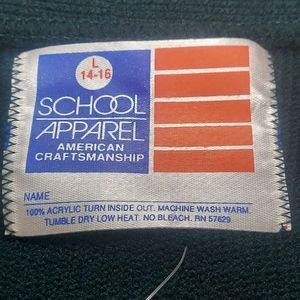 L
14-16
SCHOOL
APPAREL
AMERICAN
CRAFTSMANSHIP
NAME
100% ACRYLIC TURN INSIDE OUT. MACHINE WASH WARM.
TUMBLE DRY LOW HEAT. NO BLEACH. RN 57629